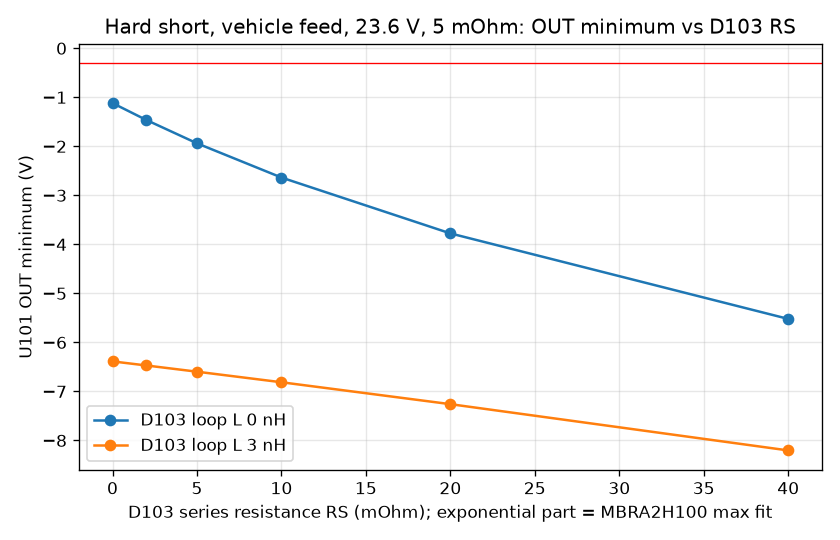 Hard short, vehicle feed, 23.6 V, 5 mOhm: OUT minimum vs D103 RS
U101 OUT minimum (V)
0
−1
−2
−3
−4
−5
−6
−7
−8
D103 loop L 0 nH
D103 loop L 3 nH
0 5 10 15 20 25 30 35 40
D103 series resistance RS (mOhm); exponential part = MBRA2H100 max fit